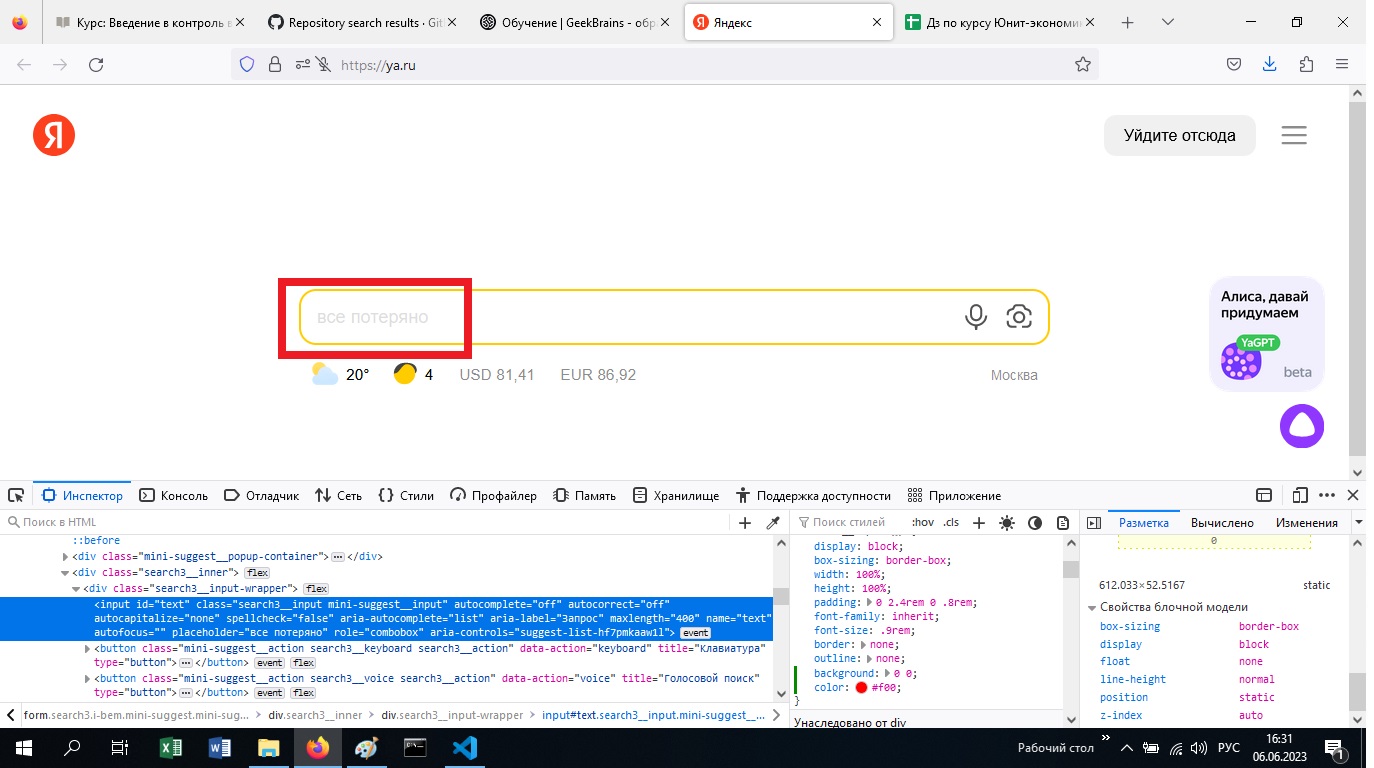 Курс: Введение в контроль в
Repository search results · Git
Обучение | GeekBrains - обр
Яндекс
Дз по курсу Юнит-экономик
https://ya.ru
Я
Уйдите отсюда
все потеряно
20°
4
USD 81,41
EUR 86,92
Москва
Алиса, давай
придумаем
YaGPT
beta
Инспектор
Консоль
Отладчик
Сеть
Стили
Профайлер
Память
Хранилище
Поддержка доступности
Приложение
Поиск в HTML
::before
<div class="mini-suggest__popup-container"></div>
<div class="search3__inner"> flex
<div class="search3__input-wrapper"> flex
<input id="text" class="search3__input mini-suggest__input" autocomplete="off" autocorrect="off"
autocapitalize="none" spellcheck="false" aria-autocomplete="list" aria-label="Запрос" maxlength="400" name="text"
autofocus="" placeholder="все потеряно" role="combobox" aria-controls="suggest-list-hf7pmkaaw1l"> event
<button class="mini-suggest__action search3__keyboard search3__action" data-action="keyboard" title="Клавиатура"
type="button"></button> event flex
<button class="mini-suggest__action search3__voice search3__action" data-action="voice" title="Голосовой поиск"
type="button"></button> event flex
form.search3.i-bem.mini-suggest.mini-sug...
div.search3__inner
div.search3__input-wrapper
input#text.search3__input.mini-suggest__...
Поиск стилей
:hov .cls
display: block;
box-sizing: border-box;
width: 100%;
height: 100%;
padding: 0 2.4rem 0 .8rem;
font-family: inherit;
font-size: .9rem;
border: none;
outline: none;
background: 0 0;
color: #f00;
}
Унаследовано от div
Разметка
Вычислено
Изменения
0
612.033×52.5167
static
Свойства блочной модели
box-sizing border-box
display block
float none
line-height normal
position static
z-index auto
Рабочий стол
РУС
16:31
06.06.2023
1